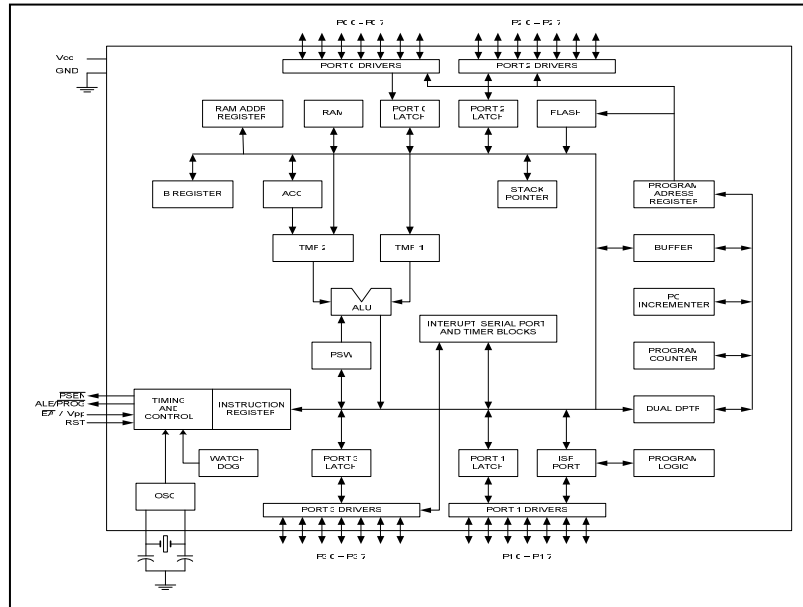 P0.0 - P0.7
P2.0 - P2.7
Vcc
GND
PORT 0 DRIVERS
PORT 2 DRIVERS
RAM ADDR
REGISTER
RAM
PORT 0
LATCH
PORT 2
LATCH
FLASH
B REGISTER
ACC
STACK
POINTER
PROGRAM
ADRESS
REGISTER
TMP 2
TMP 1
BUFFER
ALU
PC
INCREMENTER
INTERUPT, SERIAL PORT
AND TIMER BLOCKS
PSW
PROGRAM
COUNTER
PSEN
ALE/PROG
EA / Vpp
RST
TIMING
AND
CONTROL
INSTRUCTION
REGISTER
DUAL DPTR
WATCH
DOG
PORT 3
LATCH
PORT 1
LATCH
ISP
PORT
PROGRAM
LOGIC
OSC
PORT 3 DRIVERS
PORT 1 DRIVERS
P3.0 - P3.7
P1.0 - P1.7